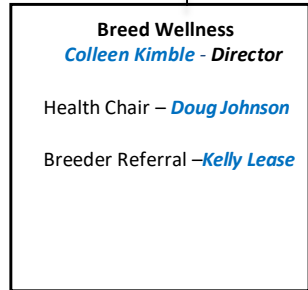 Breed Wellness
Colleen Kimble - Director
Health Chair – Doug Johnson
Breeder Referral –Kelly Lease